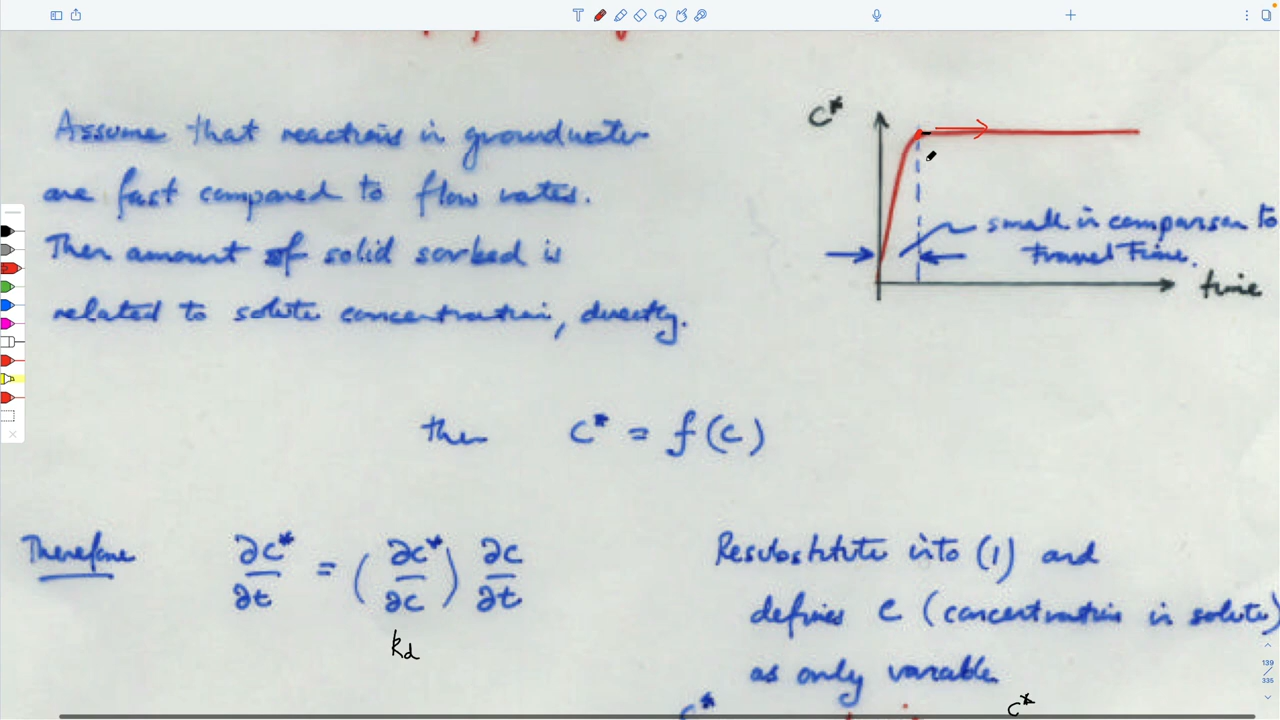 Assume that reactions in groundwater
are fast compared to flow rates.
Then amount of solid sorbed is
related to solute concentration, directly.
C*
small in comparison to
travel time.
time
then C* = f(c)
Therefore ∂C*/∂t = (∂C*/∂C) ∂C/∂t
kd
Resubstitute into (1) and
defines C (concentration in solute)
as only variable
C*
C*
139
335